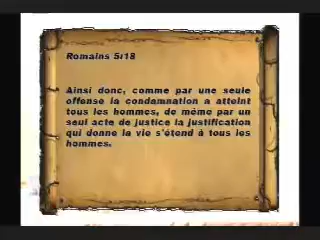 Romains 5:18
Ainsi donc, comme par une seule
offense la condamnation a atteint
tous les hommes, de même par un
seul acte de justice la justification
qui donne la vie s'étend à tous les
hommes.